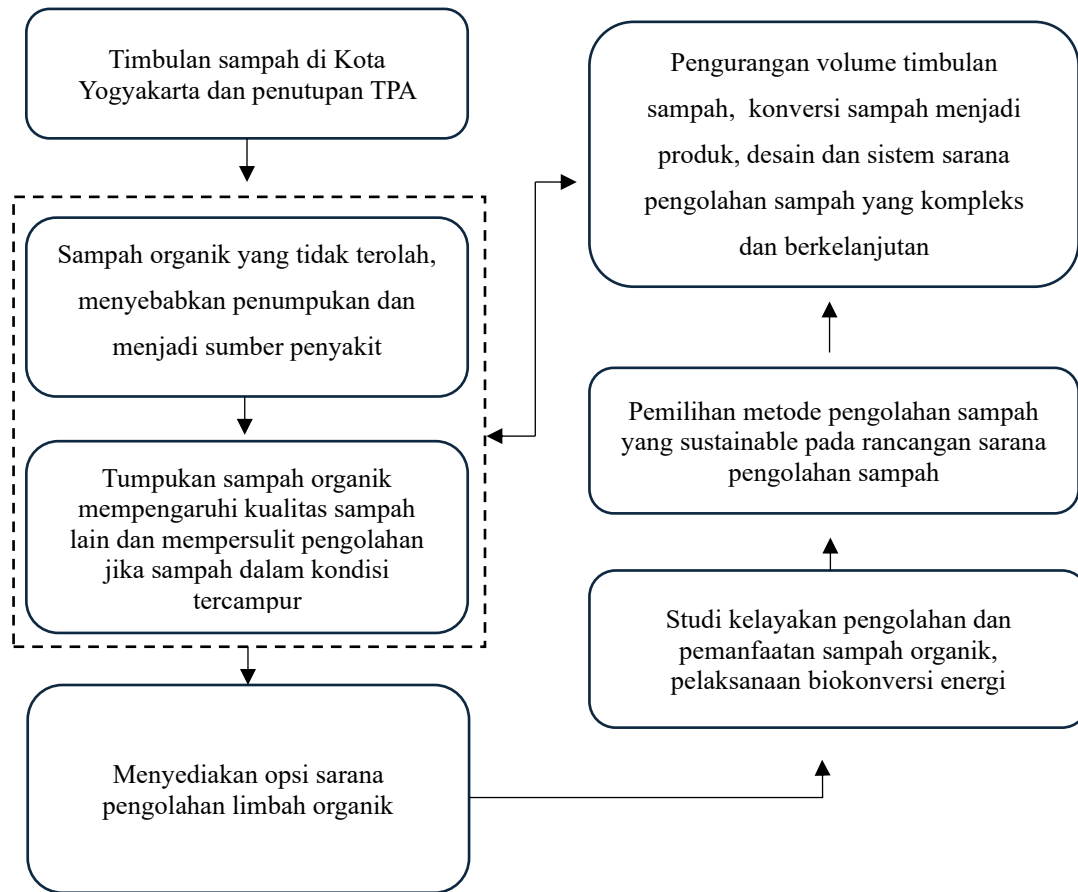 Timbulan sampah di Kota
Yogyakarta dan penutupan TPA
Sampah organik yang tidak terolah,
menyebabkan penumpukan dan
menjadi sumber penyakit
Tumpukan sampah organik
mempengaruhi kualitas sampah
lain dan mempersulit pengolahan
jika sampah dalam kondisi
tercampur
Menyediakan opsi sarana
pengolahan limbah organik
Studi kelayakan pengolahan dan
pemanfaatan sampah organik,
pelaksanaan biokonversi energi
Pemilihan metode pengolahan sampah
yang sustainable pada rancangan sarana
pengolahan sampah
Pengurangan volume timbulan
sampah, konversi sampah menjadi
produk, desain dan sistem sarana
pengolahan sampah yang kompleks
dan berkelanjutan